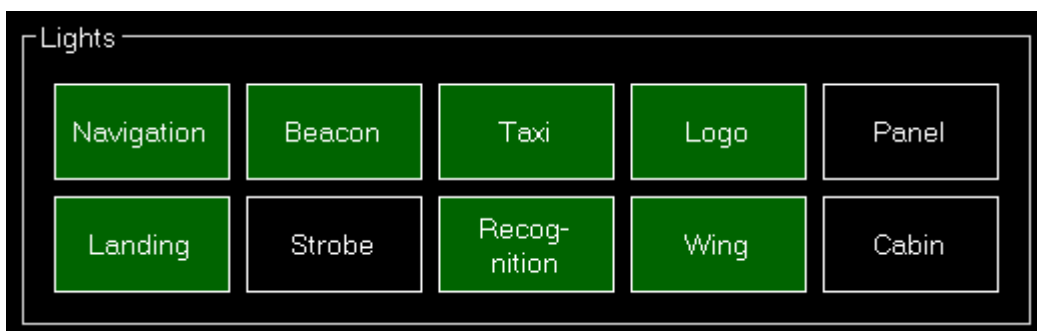 Lights
Navigation
Beacon
Taxi
Logo
Panel
Landing
Strobe
Recog-
nition
Wing
Cabin